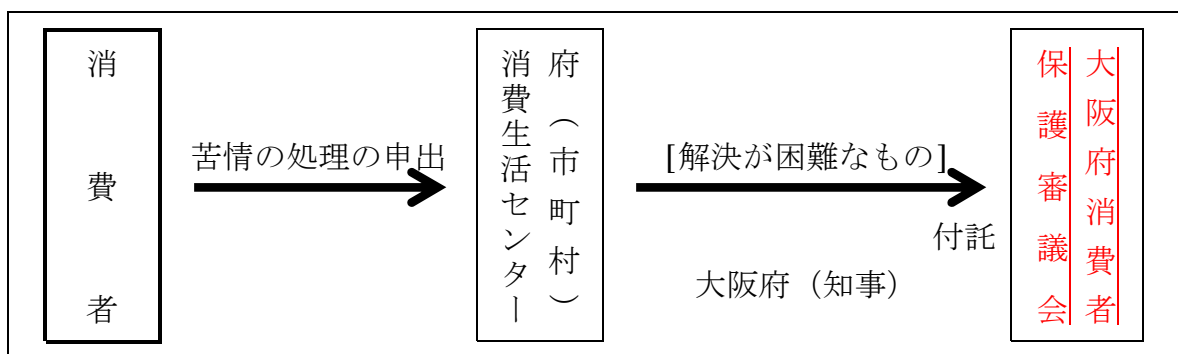 消費者
苦情の処理の申出
府（市町村）
消費生活センター
[解決が困難なもの]
付託
大阪府（知事）
大阪府消費者
保護審議会